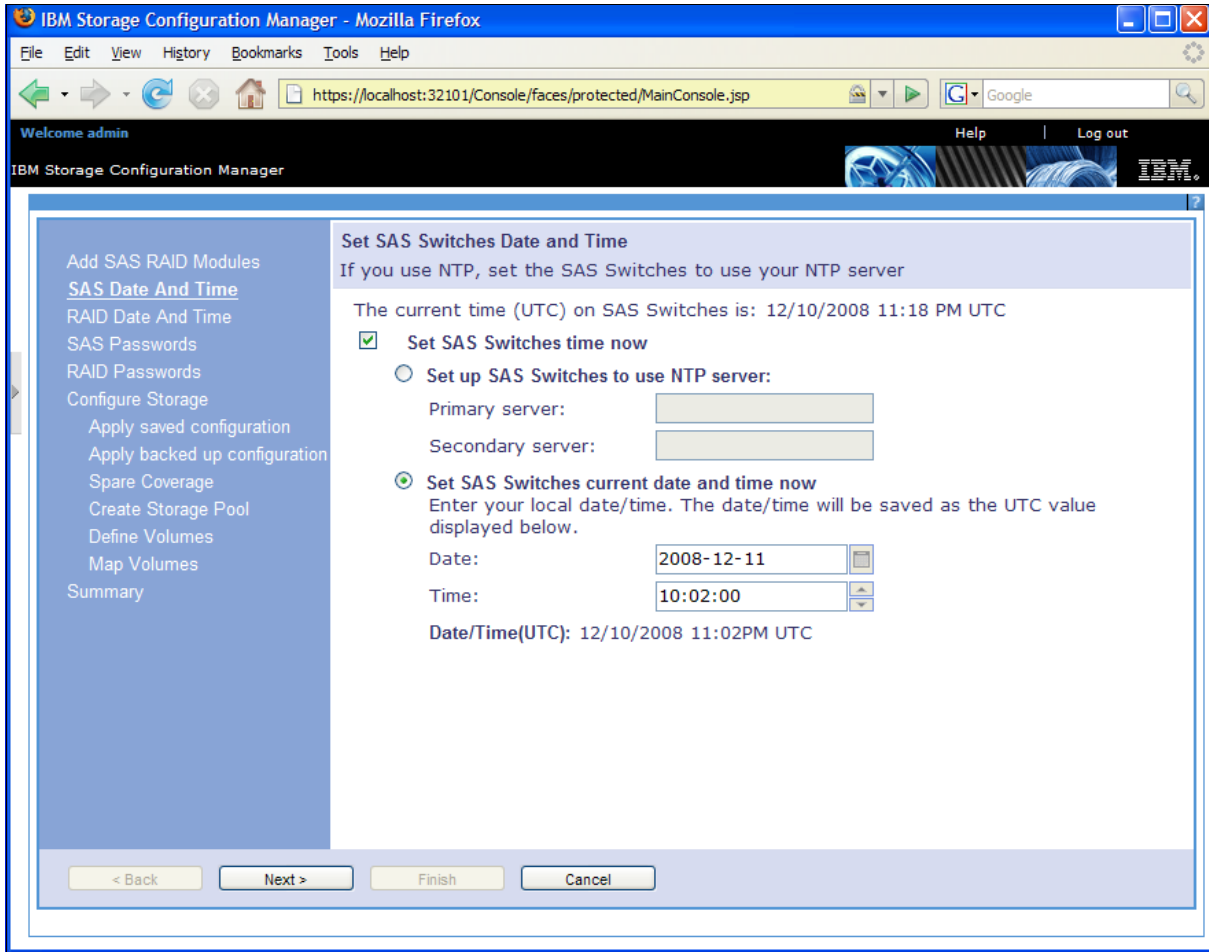 IBM Storage Configuration Manager - Mozilla Firefox
File Edit View History Bookmarks Tools Help
https://localhost:32101/Console/faces/protected/MainConsole.jsp
G Google
Welcome admin
Help | Log out
IBM Storage Configuration Manager
IBM.
?
Add SAS RAID Modules
SAS Date And Time
RAID Date And Time
SAS Passwords
RAID Passwords
Configure Storage
Apply saved configuration
Apply backed up configuration
Spare Coverage
Create Storage Pool
Define Volumes
Map Volumes
Summary
Set SAS Switches Date and Time
If you use NTP, set the SAS Switches to use your NTP server
The current time (UTC) on SAS Switches is: 12/10/2008 11:18 PM UTC
Set SAS Switches time now
Set up SAS Switches to use NTP server:
Primary server:
Secondary server:
Set SAS Switches current date and time now
Enter your local date/time. The date/time will be saved as the UTC value
displayed below.
Date: 2008-12-11
Time: 10:02:00
Date/Time(UTC): 12/10/2008 11:02PM UTC
< Back Next > Finish Cancel